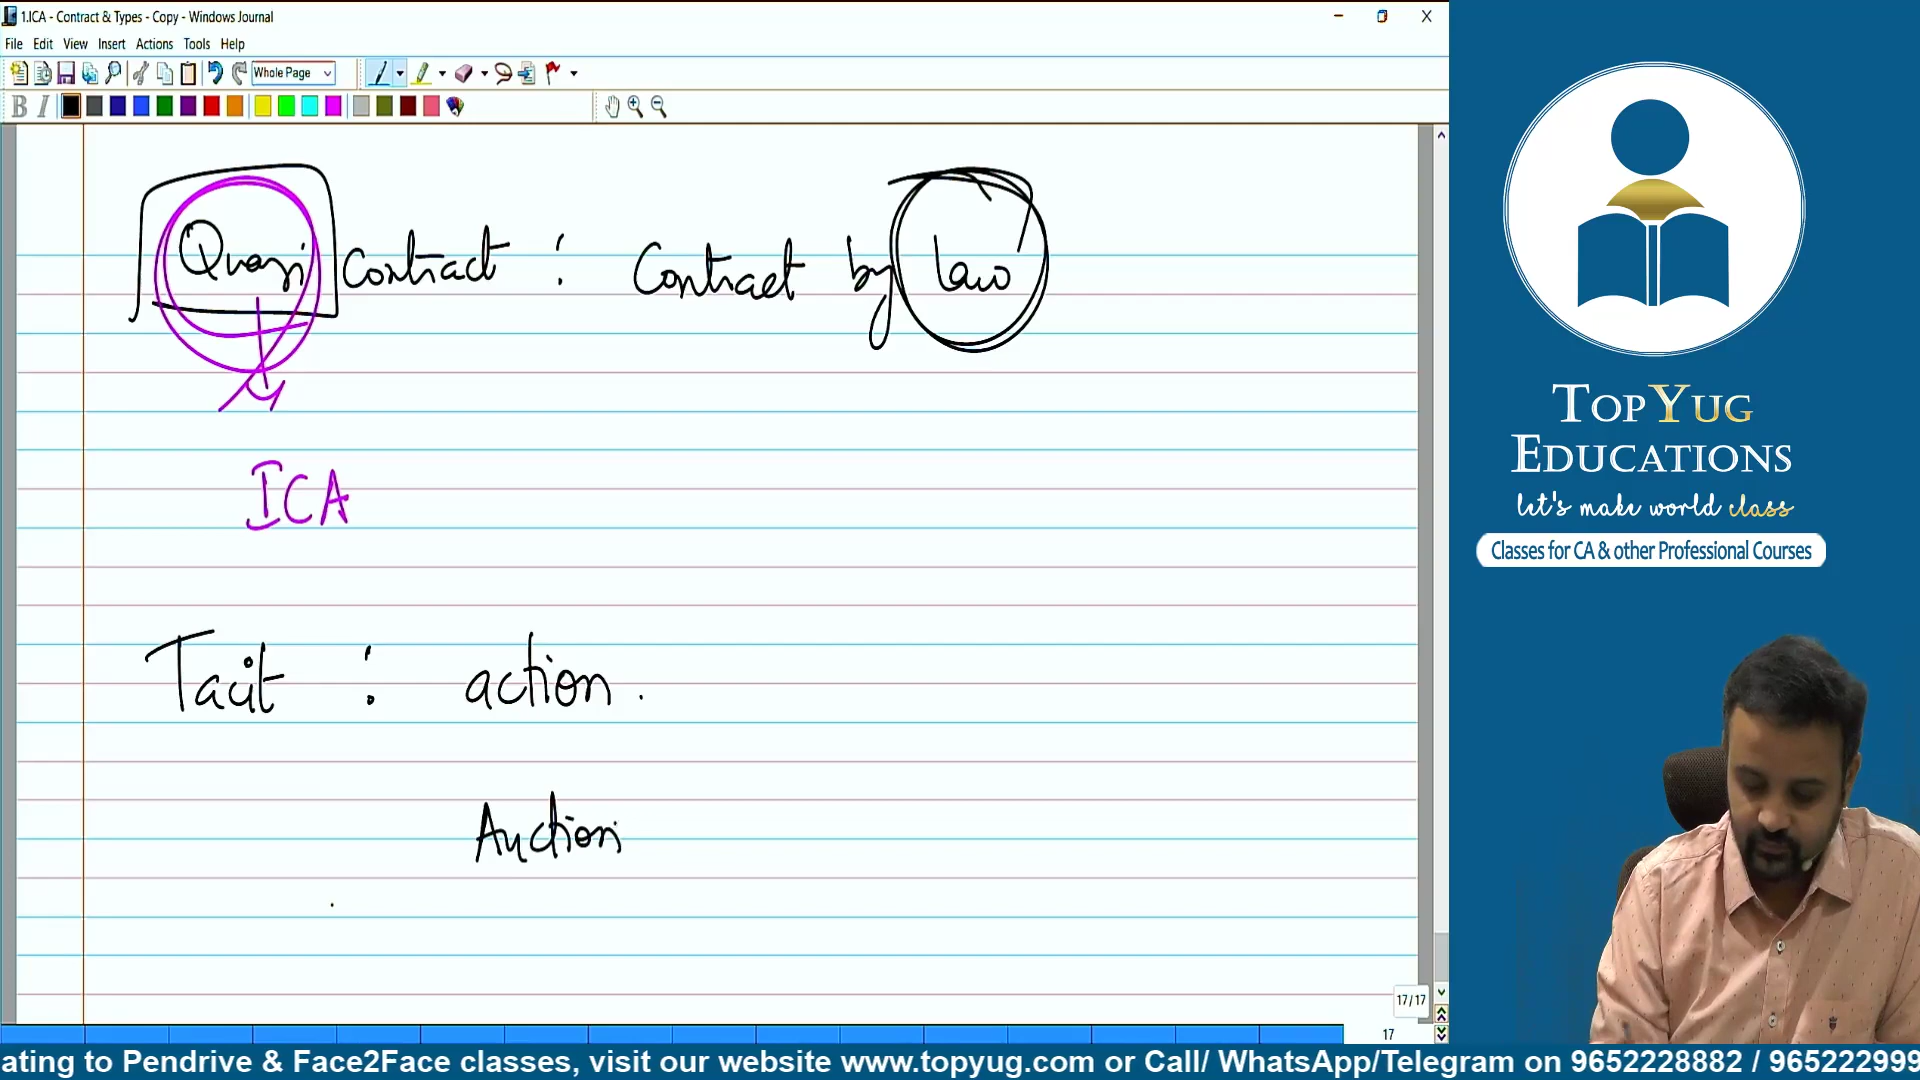 1.ICA - Contract & Types - Copy - Windows Journal
File Edit View Insert Actions Tools Help
Whole Page
B I
Quasi Contract : Contract by law
ICA
Tacit : action.
Auction
17/17
17
TOPYUG
EDUCATIONS
let's make world class
Classes for CA & other Professional Courses
ating to Pendrive & Face2Face classes, visit our website www.topyug.com or Call/ WhatsApp/Telegram on 9652228882 / 965222999